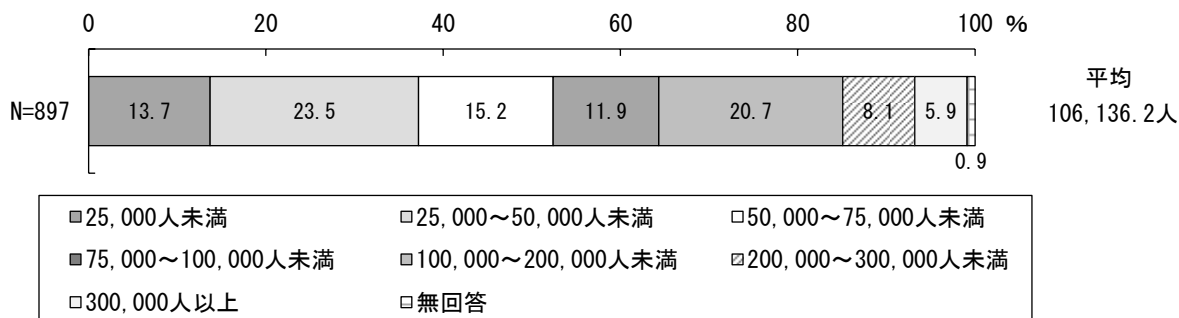 0 20 40 60 80 100 %
N=897 13.7 23.5 15.2 11.9 20.7 8.1 5.9
0.9
平均
106,136.2人
25,000人未満 25,000～50,000人未満 50,000～75,000人未満
75,000～100,000人未満 100,000～200,000人未満 200,000～300,000人未満
300,000人以上 無回答